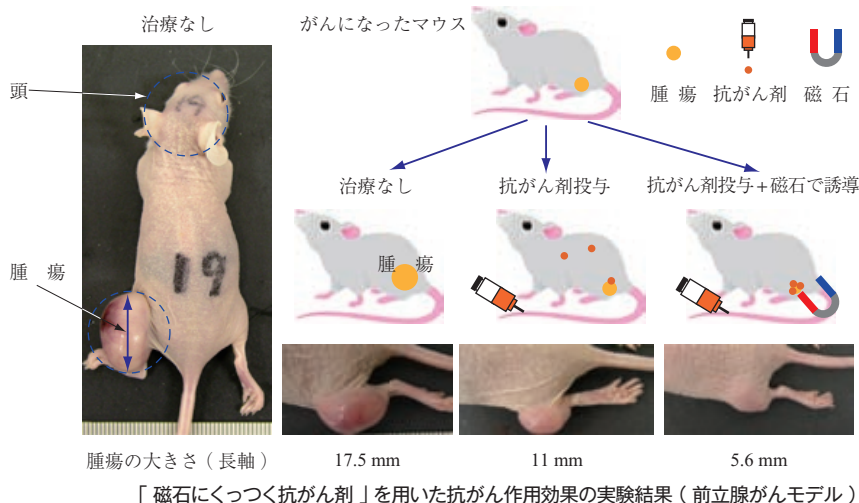 治療なし
がんになったマウス
頭
腫 瘍
抗がん剤
磁 石
治療なし
抗がん剤投与
抗がん剤投与+磁石で誘導
腫 瘍
腫 瘍
19
腫瘍の大きさ ( 長軸 )
17.5 mm
11 mm
5.6 mm
「 磁石にくっつく抗がん剤 」を用いた抗がん作用効果の実験結果 ( 前立腺がんモデル )